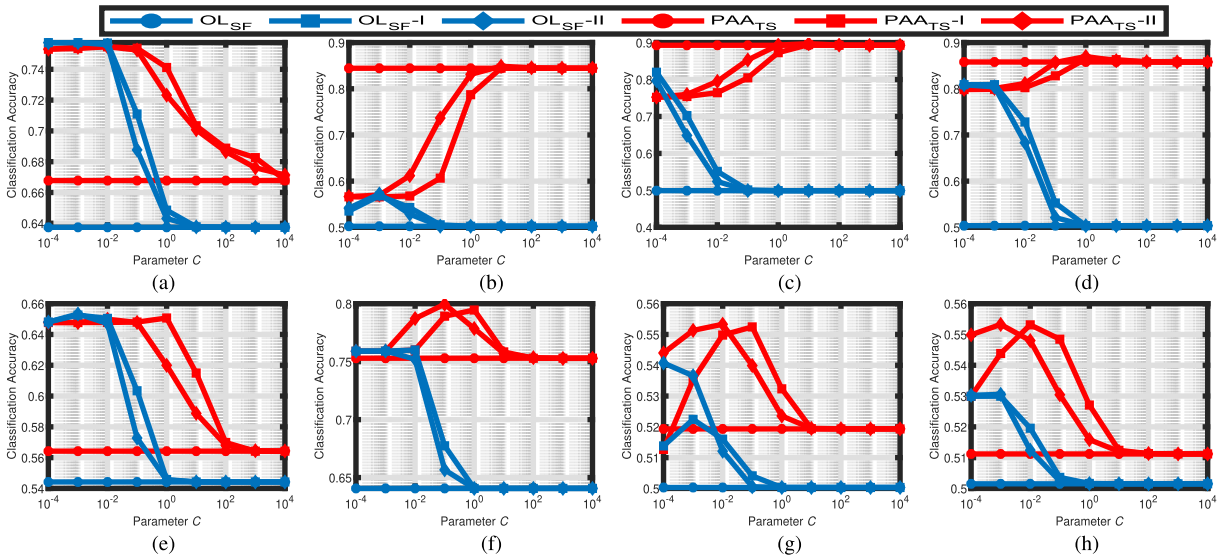 OL_SF OL_SF-I OL_SF-II PAA_TS PAA_TS-I PAA_TS-II
Classification Accuracy
0.74
0.72
0.7
0.68
0.66
0.64
10^-4 10^-2 10^0 10^2 10^4
Parameter C
(a)
Classification Accuracy
0.9
0.8
0.7
0.6
0.5
10^-4 10^-2 10^0 10^2 10^4
Parameter C
(b)
Classification Accuracy
0.9
0.8
0.7
0.6
0.5
0.4
10^-4 10^-2 10^0 10^2 10^4
Parameter C
(c)
Classification Accuracy
0.9
0.8
0.7
0.6
0.5
10^-4 10^-2 10^0 10^2 10^4
Parameter C
(d)
Classification Accuracy
0.66
0.64
0.62
0.6
0.58
0.56
0.54
10^-4 10^-2 10^0 10^2 10^4
Parameter C
(e)
Classification Accuracy
0.8
0.75
0.7
0.65
10^-4 10^-2 10^0 10^2 10^4
Parameter C
(f)
Classification Accuracy
0.56
0.55
0.54
0.53
0.52
0.51
0.5
10^-4 10^-2 10^0 10^2 10^4
Parameter C
(g)
Classification Accuracy
0.56
0.55
0.54
0.53
0.52
0.51
0.5
10^-4 10^-2 10^0 10^2 10^4
Parameter C
(h)